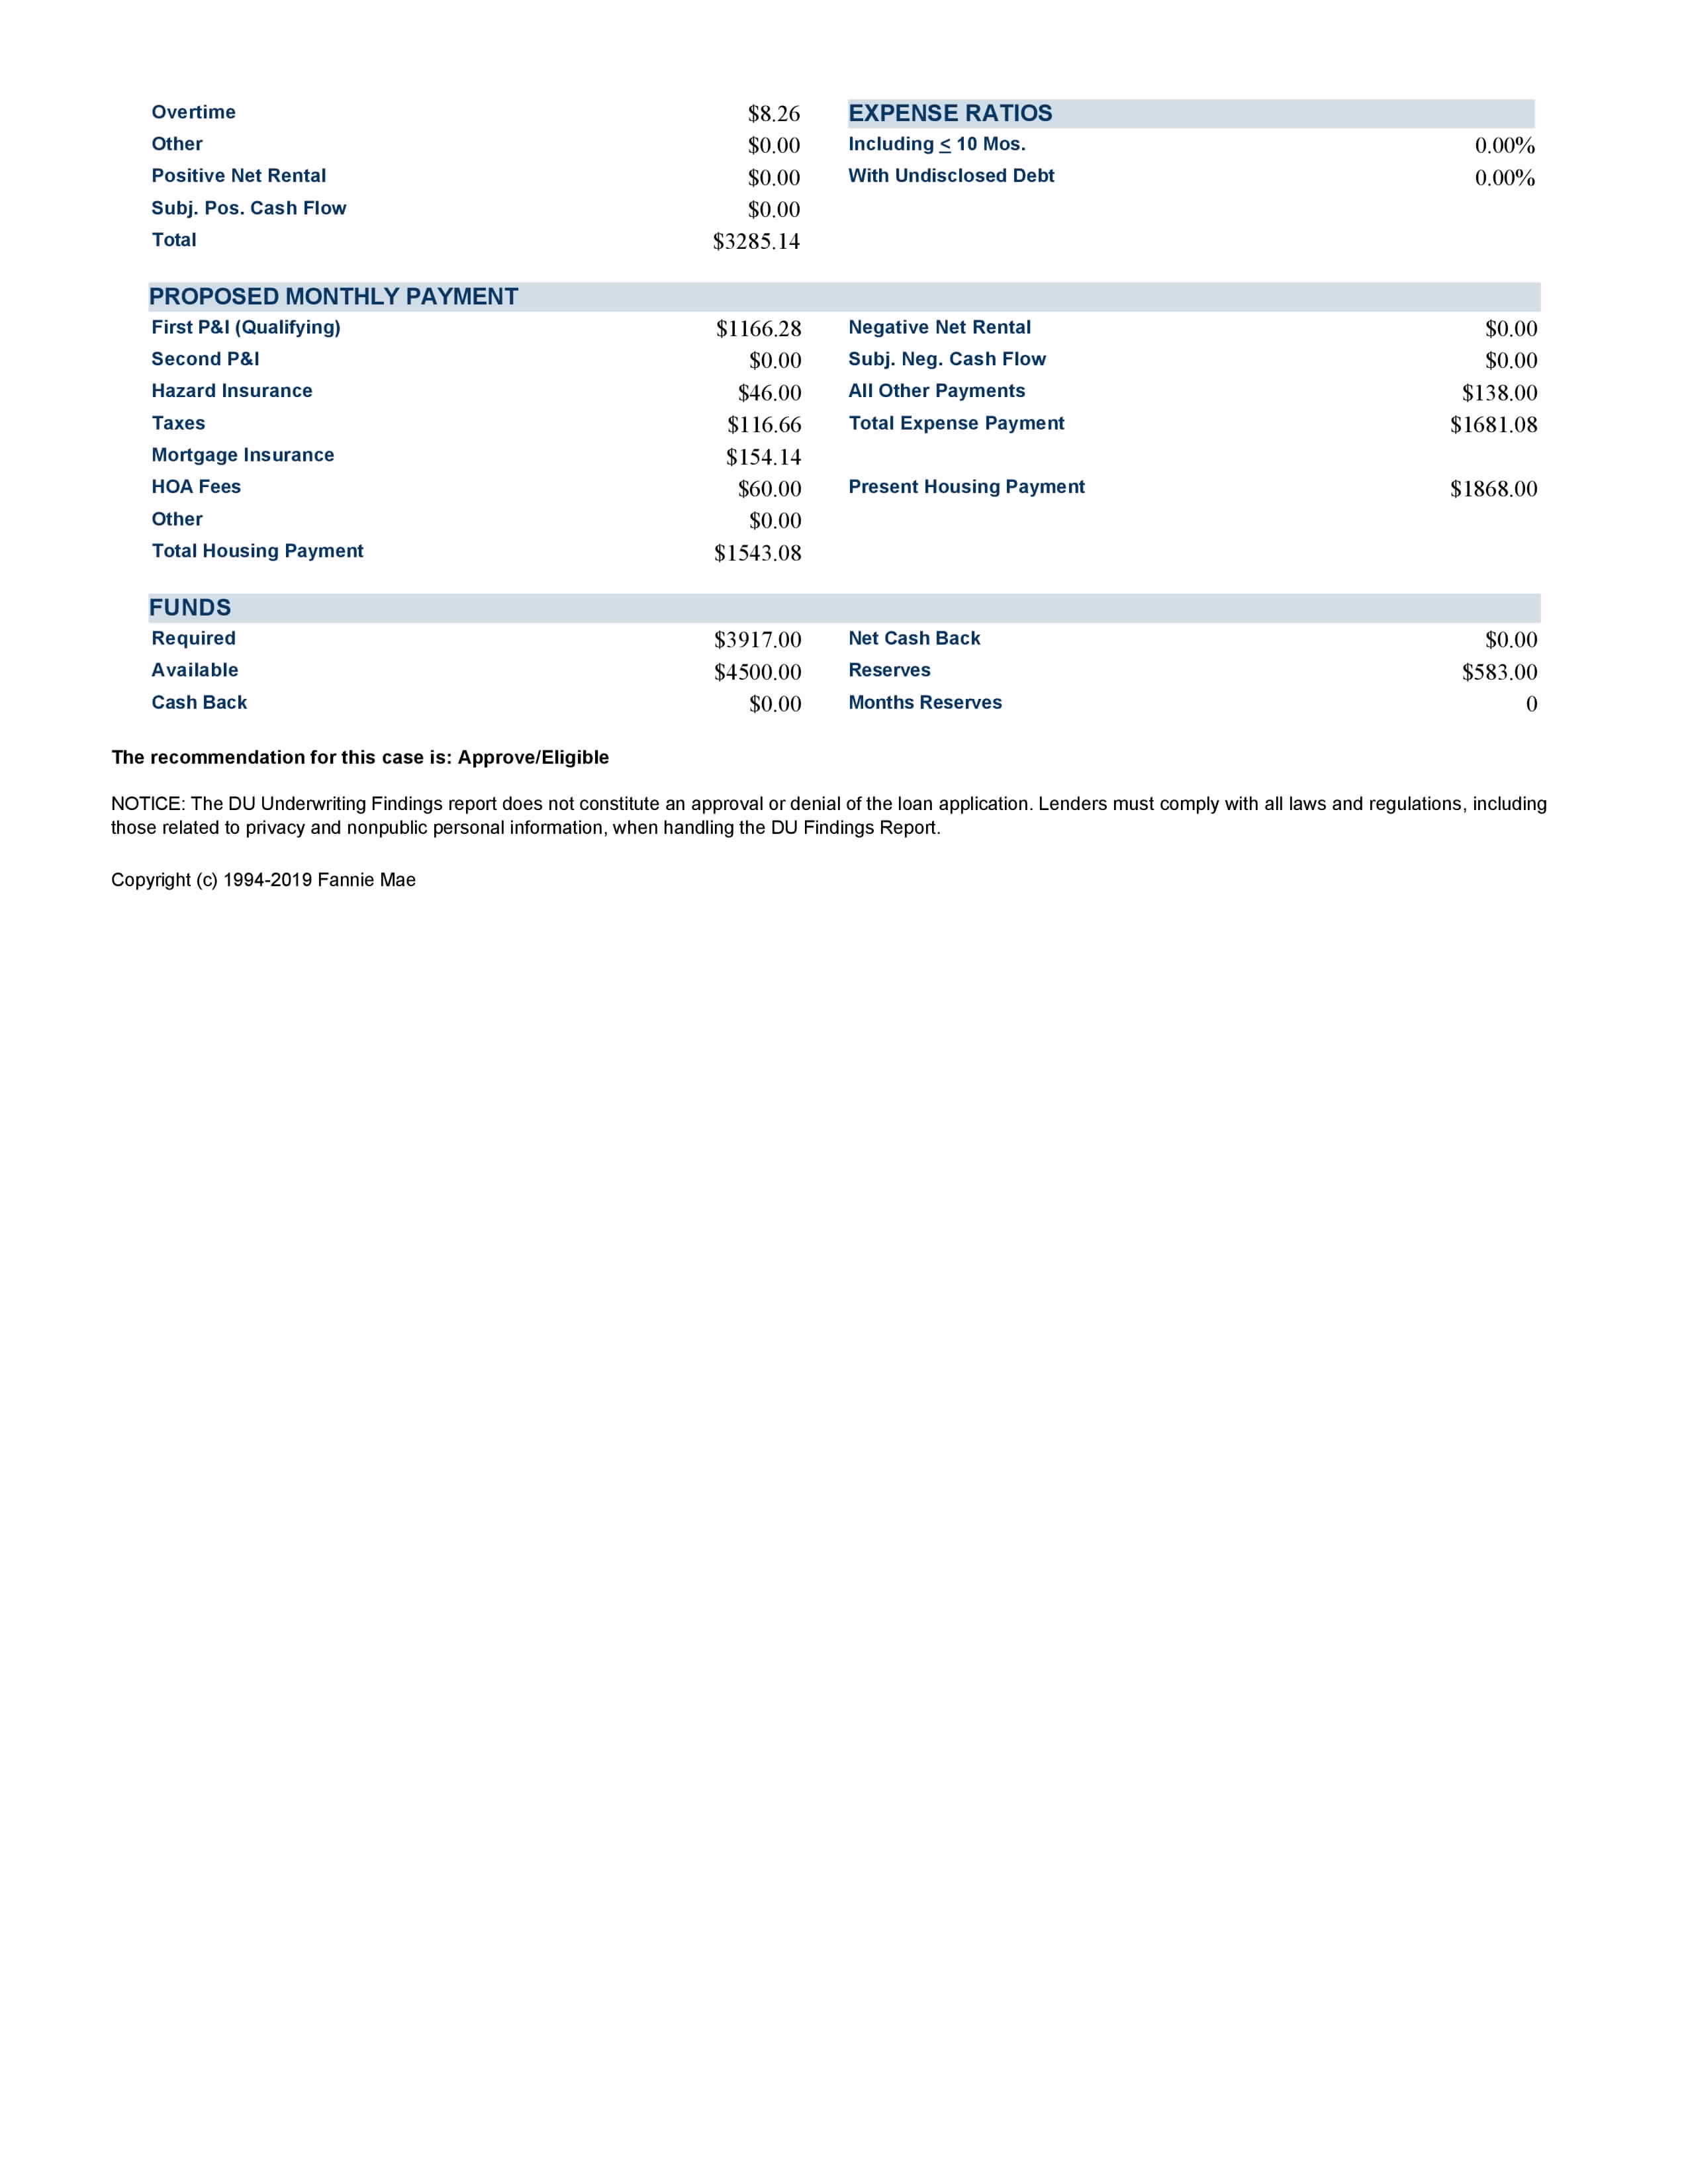 Overtime $8.26 EXPENSE RATIOS
Other $0.00 Including ≤ 10 Mos. 0.00%
Positive Net Rental $0.00 With Undisclosed Debt 0.00%
Subj. Pos. Cash Flow $0.00
Total $3285.14
PROPOSED MONTHLY PAYMENT
First P&I (Qualifying) $1166.28 Negative Net Rental $0.00
Second P&I $0.00 Subj. Neg. Cash Flow $0.00
Hazard Insurance $46.00 All Other Payments $138.00
Taxes $116.66 Total Expense Payment $1681.08
Mortgage Insurance $154.14
HOA Fees $60.00 Present Housing Payment $1868.00
Other $0.00
Total Housing Payment $1543.08
FUNDS
Required $3917.00 Net Cash Back $0.00
Available $4500.00 Reserves $583.00
Cash Back $0.00 Months Reserves 0
The recommendation for this case is: Approve/Eligible
NOTICE: The DU Underwriting Findings report does not constitute an approval or denial of the loan application. Lenders must comply with all laws and regulations, including
those related to privacy and nonpublic personal information, when handling the DU Findings Report.
Copyright (c) 1994-2019 Fannie Mae